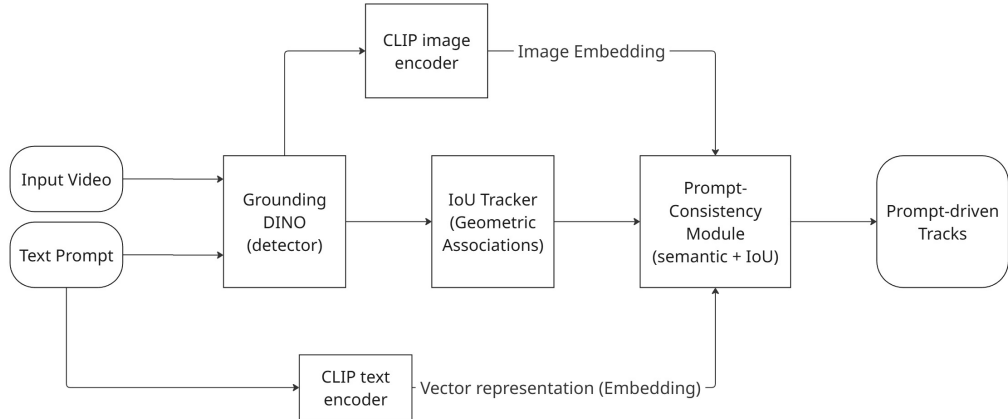 CLIP image
encoder
Image Embedding
Input Video
Text Prompt
Grounding
DINO
(detector)
IoU Tracker
(Geometric
Associations)
Prompt-
Consistency
Module
(semantic + IoU)
Prompt-driven
Tracks
CLIP text
encoder
Vector representation (Embedding)